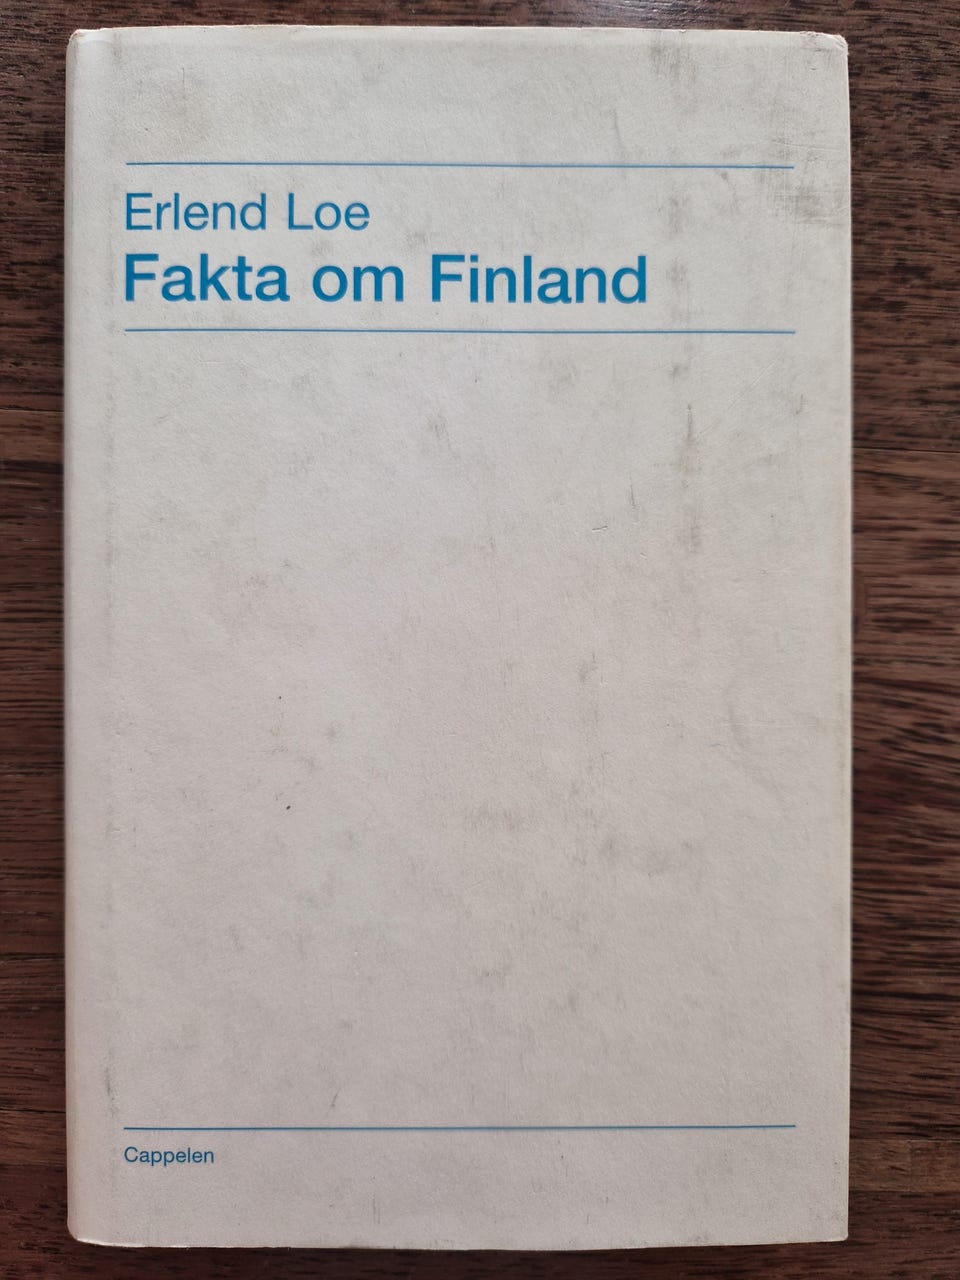 Erlend Loe
Fakta om Finland
Cappelen